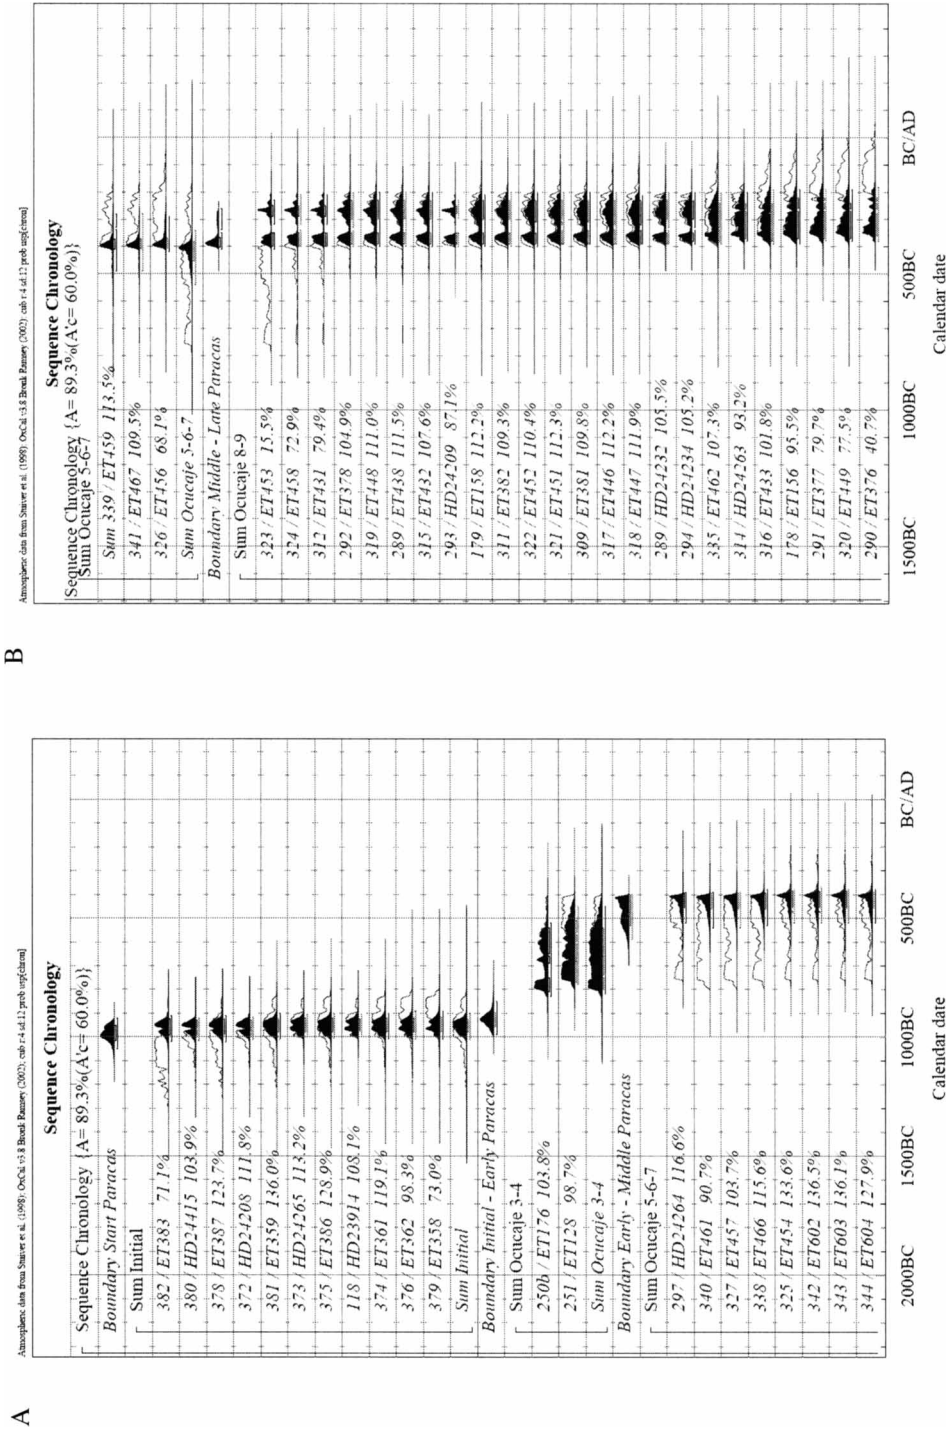 A
Atmospheric data from Stuiver et al. (1998); OxCal v3.8 Bronk Ramsey (2002); cub r:4 sd:12 prob usp[chron]
Sequence Chronology
Sequence Chronology {A= 89.3%(A'c= 60.0%)}
Boundary Start Paracas
Sum Initial
382 / ET383 71.1%
380 / HD24415 103.9%
378 / ET387 123.7%
372 / HD24208 111.8%
381 / ET359 136.0%
373 / HD24265 113.2%
375 / ET386 128.9%
118 / HD23914 108.1%
374 / ET361 119.1%
376 / ET362 98.3%
379 / ET358 73.0%
Sum Initial
Boundary Initial - Early Paracas
Sum Ocucaje 3-4
250b / ET176 103.8%
251 / ET128 98.7%
Sum Ocucaje 3-4
Boundary Early - Middle Paracas
Sum Ocucaje 5-6-7
297 / HD24264 116.6%
340 / ET461 90.7%
327 / ET457 103.7%
338 / ET466 115.6%
325 / ET454 133.6%
342 / ET602 136.5%
343 / ET603 136.1%
344 / ET604 127.9%
2000BC 1500BC 1000BC 500BC BC/AD
Calendar date
B
Atmospheric data from Stuiver et al. (1998); OxCal v3.8 Bronk Ramsey (2002); cub r:4 sd:12 prob usp[chron]
Sequence Chronology
Sequence Chronology {A= 89.3%(A'c= 60.0%)}
Sum Ocucaje 5-6-7
Sum 339 / ET459 113.5%
341 / ET467 109.5%
326 / ET456 68.1%
Sum Ocucaje 5-6-7
Boundary Middle - Late Paracas
Sum Ocucaje 8-9
323 / ET453 15.5%
324 / ET458 72.9%
312 / ET431 79.4%
292 / ET378 104.9%
319 / ET448 111.0%
289 / ET438 111.5%
315 / ET432 107.6%
293 / HD24209 87.1%
179 / ET158 112.2%
311 / ET382 109.3%
322 / ET452 110.4%
321 / ET451 112.3%
309 / ET381 109.8%
317 / ET446 112.2%
318 / ET447 111.9%
289 / HD24232 105.5%
294 / HD24234 105.2%
335 / ET462 107.3%
314 / HD24263 93.2%
316 / ET433 101.8%
178 / ET156 95.5%
291 / ET377 79.7%
320 / ET449 77.5%
290 / ET376 40.7%
1500BC 1000BC 500BC BC/AD
Calendar date